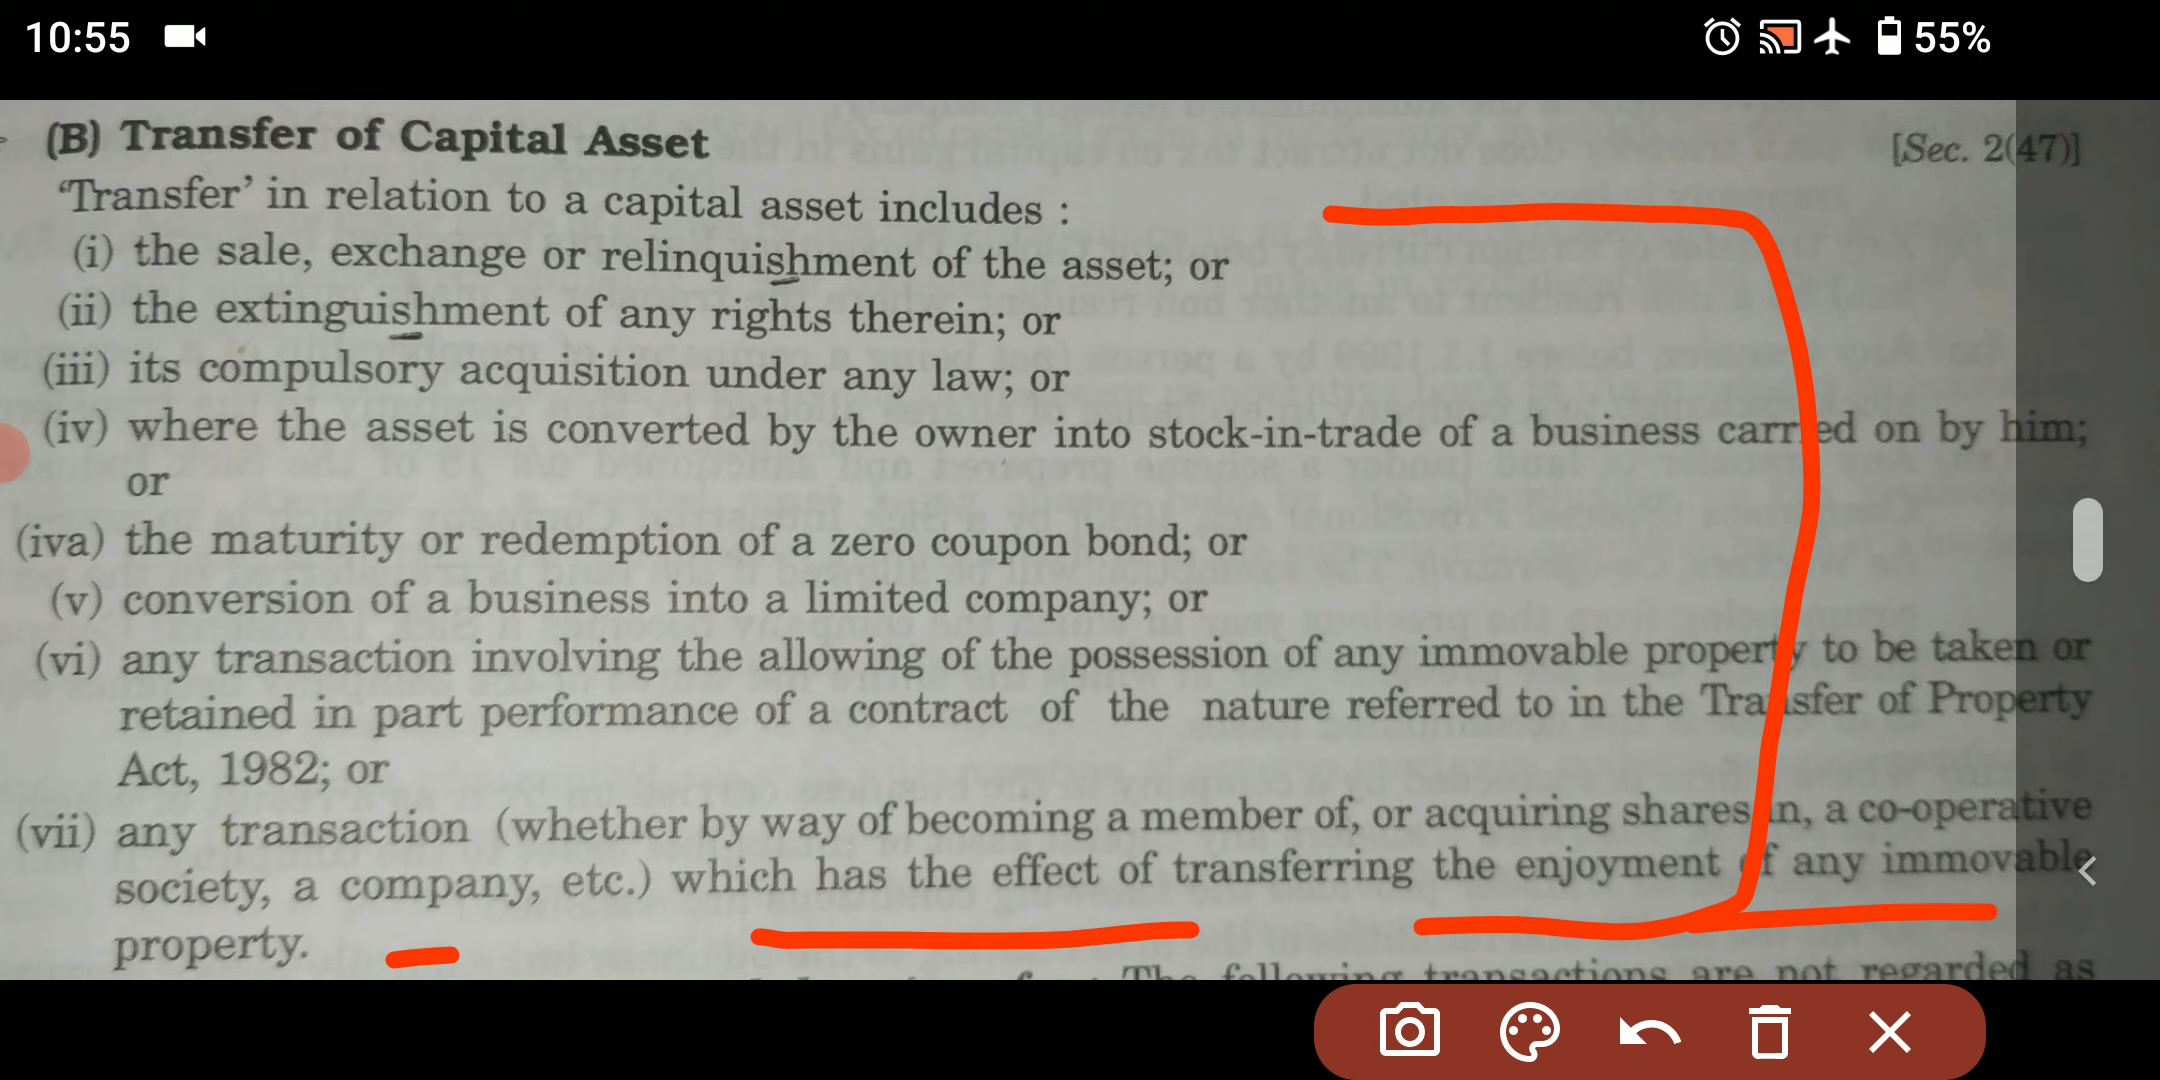 10:55
55%
(B) Transfer of Capital Asset [Sec. 2(47)]
'Transfer' in relation to a capital asset includes :
(i) the sale, exchange or relinquishment of the asset; or
(ii) the extinguishment of any rights therein; or
(iii) its compulsory acquisition under any law; or
(iv) where the asset is converted by the owner into stock-in-trade of a business carried on by him;
or
(iva) the maturity or redemption of a zero coupon bond; or
(v) conversion of a business into a limited company; or
(vi) any transaction involving the allowing of the possession of any immovable property to be taken or
retained in part performance of a contract of the nature referred to in the Transfer of Property
Act, 1982; or
(vii) any transaction (whether by way of becoming a member of, or acquiring shares in, a co-operative
society, a company, etc.) which has the effect of transferring the enjoyment of any immovable
property.
The following transactions are not regarded as